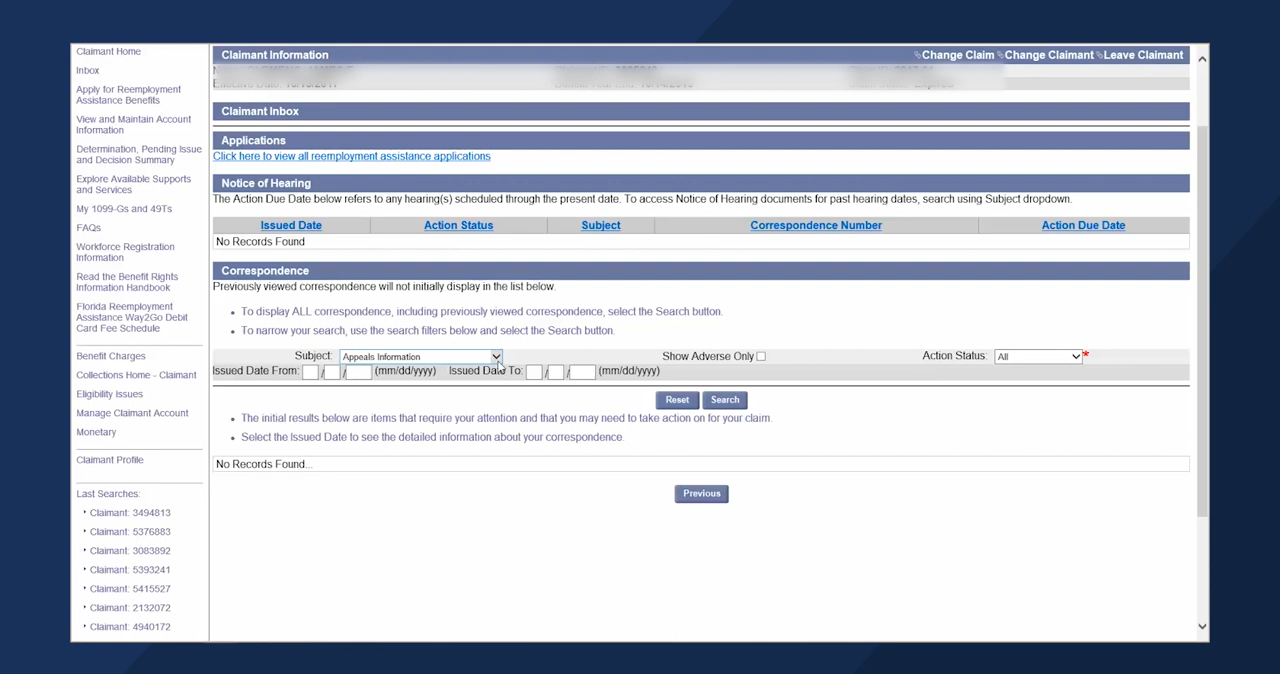 Claimant Home
Inbox
Apply for Reemployment
Assistance Benefits
View and Maintain Account
Information
Determination, Pending Issue
and Decision Summary
Explore Available Supports
and Services
My 1099-Gs and 49Ts
FAQs
Workforce Registration
Information
Read the Benefit Rights
Information Handbook
Florida Reemployment
Assistance Way2Go Debit
Card Fee Schedule
Benefit Charges
Collections Home - Claimant
Eligibility Issues
Manage Claimant Account
Monetary
Claimant Profile
Last Searches:
Claimant: 3494813
Claimant: 5376883
Claimant: 3083892
Claimant: 5393241
Claimant: 5415527
Claimant: 2132072
Claimant: 4940172
Claimant Information Change Claim Change Claimant Leave Claimant
Claimant Inbox
Applications
Click here to view all reemployment assistance applications
Notice of Hearing
The Action Due Date below refers to any hearing(s) scheduled through the present date. To access Notice of Hearing documents for past hearing dates, search using Subject dropdown.
Issued Date Action Status Subject Correspondence Number Action Due Date
No Records Found
Correspondence
Previously viewed correspondence will not initially display in the list below.
• To display ALL correspondence, including previously viewed correspondence, select the Search button.
• To narrow your search, use the search filters below and select the Search button.
Subject: Appeals Information Show Adverse Only Action Status: All *
Issued Date From: / / (mm/dd/yyyy) Issued Date To: / / (mm/dd/yyyy)
Reset Search
• The initial results below are items that require your attention and that you may need to take action on for your claim.
• Select the Issued Date to see the detailed information about your correspondence.
No Records Found...
Previous